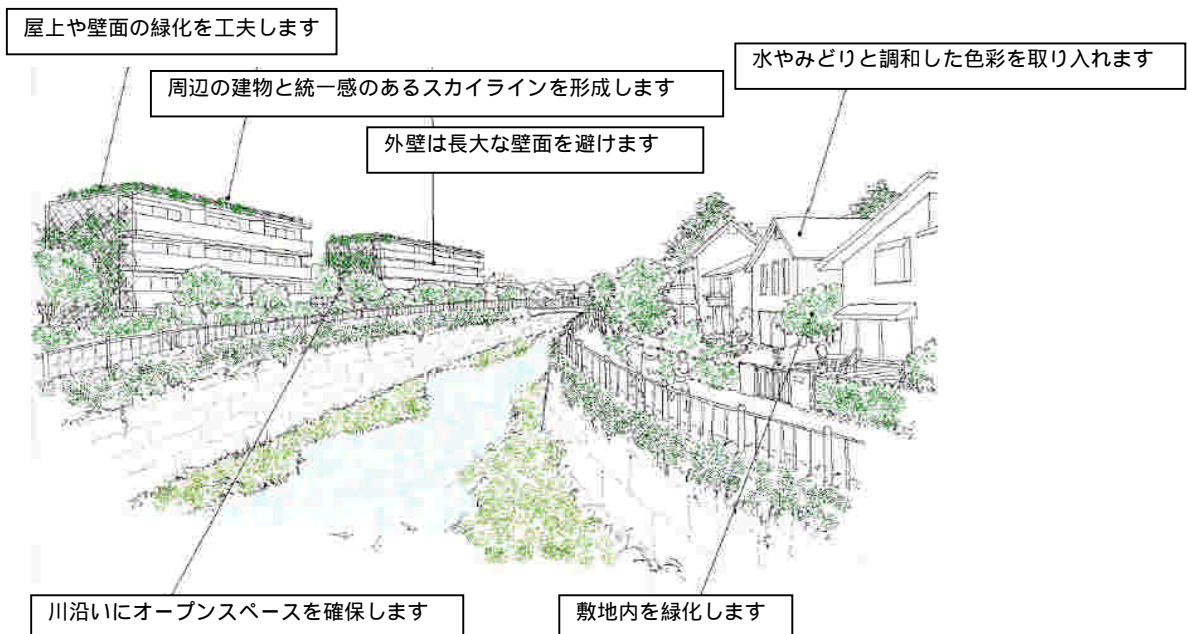 屋上や壁面の緑化を工夫します
水やみどりと調和した色彩を取り入れます
周辺の建物と統一感のあるスカイラインを形成します
外壁は長大な壁面を避けます
川沿いにオープンスペースを確保します
敷地内を緑化します